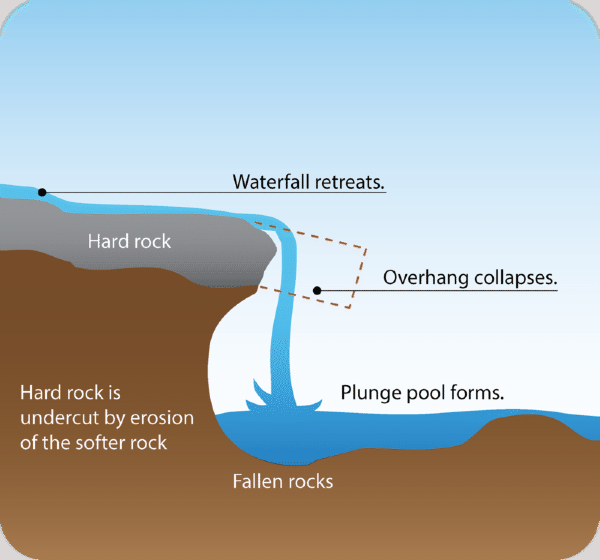 Waterfall retreats.
Hard rock
Overhang collapses.
Hard rock is
undercut by erosion
of the softer rock
Plunge pool forms.
Fallen rocks